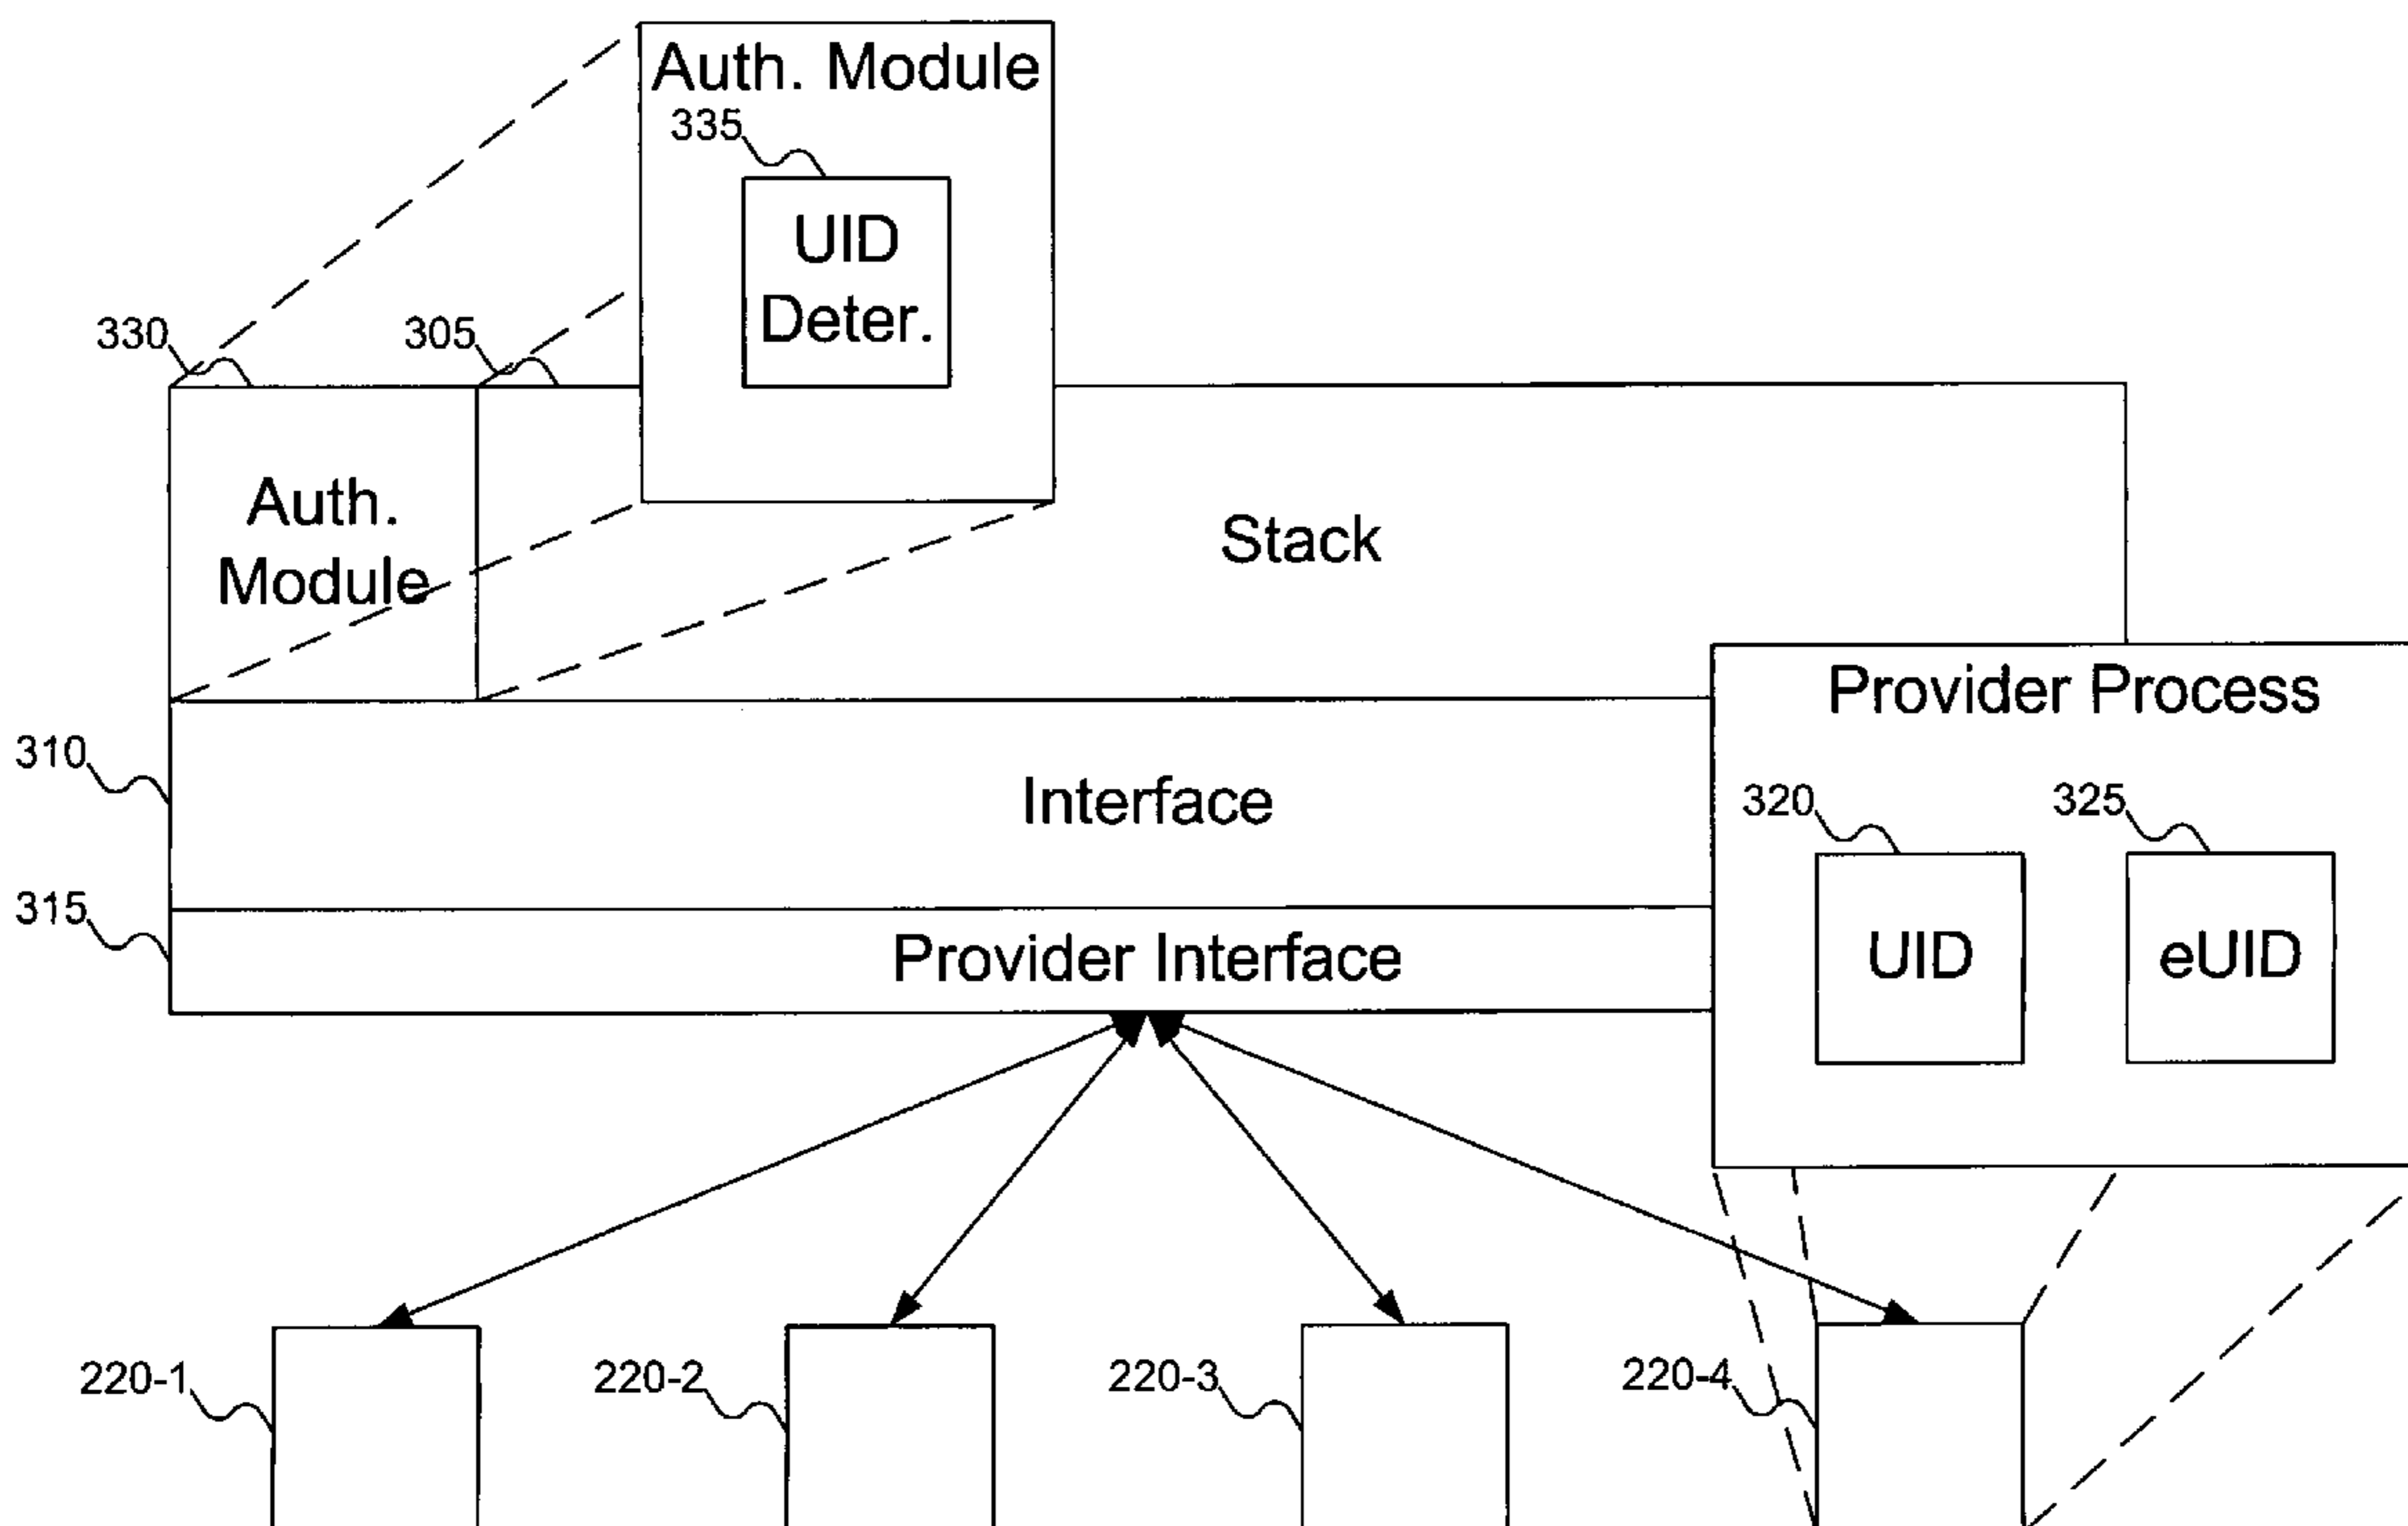 Auth. Module
335
UID
Deter.
330
305
Auth.
Module
Stack
Provider Process
310
Interface
320
325
315
Provider Interface
UID
eUID
220-1
220-2
220-3
220-4